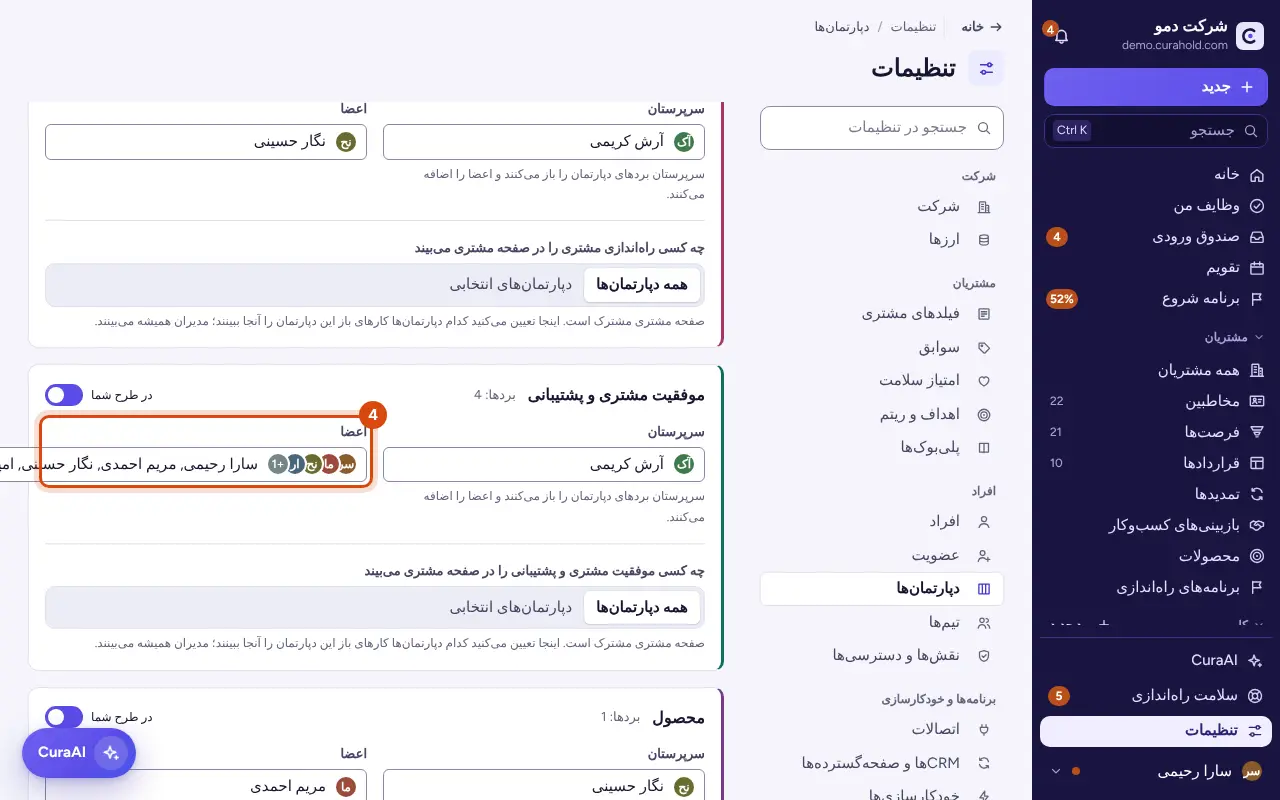 شرکت دمو
demo.curahold.com
4
جدید
جستجو
Ctrl K
خانه
وظایف من
صندوق ورودی
4
تقویم
برنامه شروع
52%
مشتریان
همه مشتریان
مخاطبین
22
فرصت‌ها
21
قراردادها
10
تمدیدها
بازبینی‌های کسب‌وکار
محصولات
برنامه‌های راه‌اندازی
CuraAI
سلامت راه‌اندازی
5
تنظیمات
سر
سارا رحیمی
خانه
تنظیمات / دپارتمان‌ها
تنظیمات
جستجو در تنظیمات
شرکت
شرکت
ارزها
مشتریان
فیلدهای مشتری
سوابق
امتیاز سلامت
اهداف و ریتم
پلی‌بوک‌ها
افراد
افراد
عضویت
دپارتمان‌ها
تیم‌ها
نقش‌ها و دسترسی‌ها
برنامه‌ها و خودکارسازی
اتصالات
CRMها و صفحه‌گسترده‌ها
خودکارسازی‌ها
سرپرستان
اعضا
آک آرش کریمی
نح نگار حسینی
سرپرستان بردهای دپارتمان را باز می‌کنند و اعضا را اضافه
می‌کنند.
چه کسی راه‌اندازی مشتری را در صفحه مشتری می‌بیند
همه دپارتمان‌ها
دپارتمان‌های انتخابی
صفحه مشتری مشترک است. اینجا تعیین می‌کنید کدام دپارتمان‌ها کارهای باز این دپارتمان را آنجا ببینند؛ مدیران همیشه می‌بینند.
موفقیت مشتری و پشتیبانی
بردها: 4
در طرح شما
4
سرپرستان
اعضا
آک آرش کریمی
سر ما نح ار +1 سارا رحیمی, مریم احمدی, نگار حسینی,
سرپرستان بردهای دپارتمان را باز می‌کنند و اعضا را اضافه
می‌کنند.
چه کسی موفقیت مشتری و پشتیبانی را در صفحه مشتری می‌بیند
همه دپارتمان‌ها
دپارتمان‌های انتخابی
صفحه مشتری مشترک است. اینجا تعیین می‌کنید کدام دپارتمان‌ها کارهای باز این دپارتمان را آنجا ببینند؛ مدیران همیشه می‌بینند.
محصول
بردها: 1
در طرح شما
سرپرستان
اعضا
نح نگار حسینی
ما مریم احمدی
CuraAI